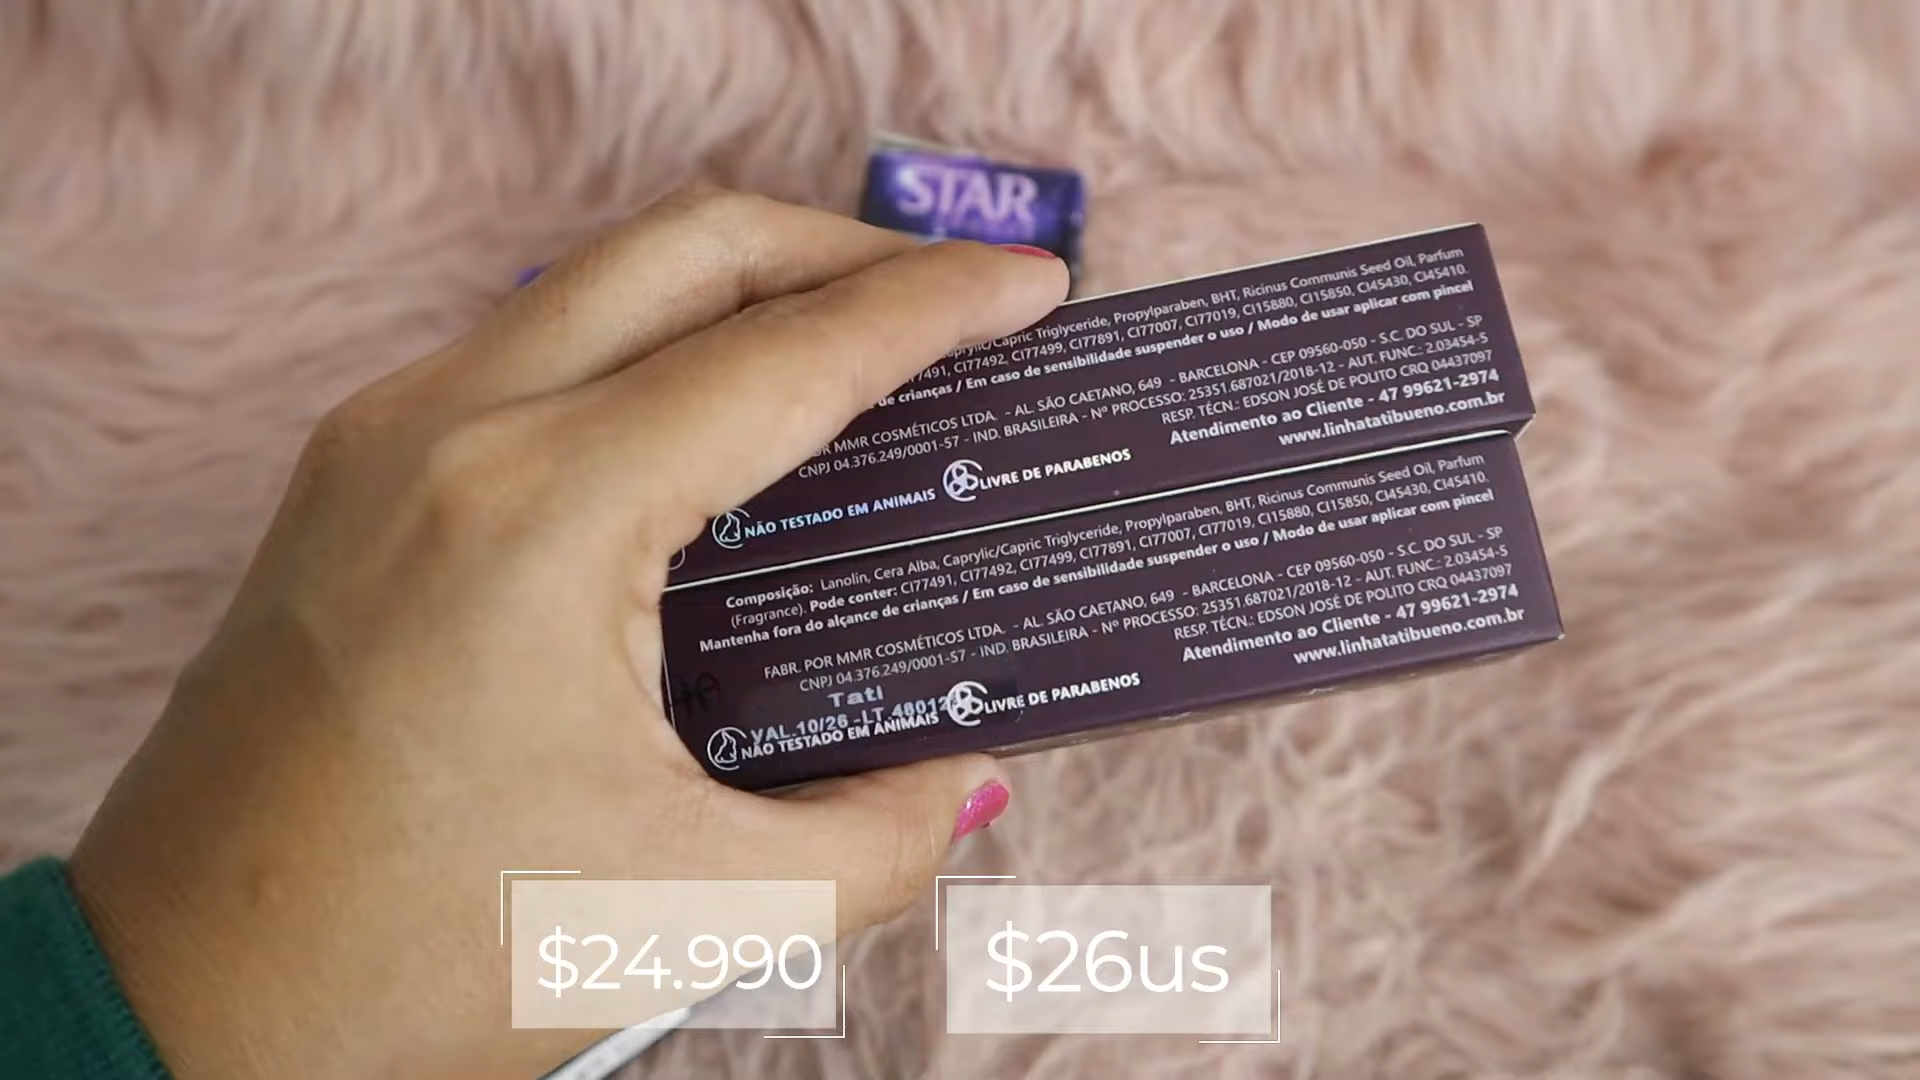 STAR
Caprylic/Capric Triglyceride, Propylparaben, BHT, Ricinus Communis Seed Oil, Parfum
CI77492, CI77499, CI77891, CI77007, CI77019, CI15880, CI15850, CI45430, CI45410.
de crianças / Em caso de sensibilidade suspender o uso / Modo de usar aplicar com pincel
MMR COSMÉTICOS LTDA. - AL. SÃO CAETANO, 649 - BARCELONA - CEP 09560-050 - S.C. DO SUL - SP
CNPJ 04.376.249/0001-57 - IND. BRASILEIRA - Nº PROCESSO: 25351.687021/2018-12 - AUT. FUNC.: 2.03454-5
RESP. TÉCN.: EDSON JOSÉ DE POLITO CRQ 04437097
Atendimento ao Cliente - 47 99621-2974
www.linhatatibueno.com.br
NÃO TESTADO EM ANIMAIS LIVRE DE PARABENOS
Composição: Lanolin, Cera Alba, Caprylic/Capric Triglyceride, Propylparaben, BHT, Ricinus Communis Seed Oil, Parfum
(Fragrance). Pode conter: CI77491, CI77492, CI77499, CI77891, CI77007, CI77019, CI15880, CI15850, CI45430, CI45410.
Mantenha fora do alçance de crianças / Em caso de sensibilidade suspender o uso / Modo de usar aplicar com pincel
FABR. POR MMR COSMÉTICOS LTDA. - AL. SÃO CAETANO, 649 - BARCELONA - CEP 09560-050 - S.C. DO SUL - SP
CNPJ 04.376.249/0001-57 - IND. BRASILEIRA - Nº PROCESSO: 25351.687021/2018-12 - AUT. FUNC.: 2.03454-5
RESP. TÉCN.: EDSON JOSÉ DE POLITO CRQ 04437097
Atendimento ao Cliente - 47 99621-2974
www.linhatatibueno.com.br
Tati
VAL.10/26 -LT.
NÃO TESTADO EM ANIMAIS LIVRE DE PARABENOS
$24.990
$26us